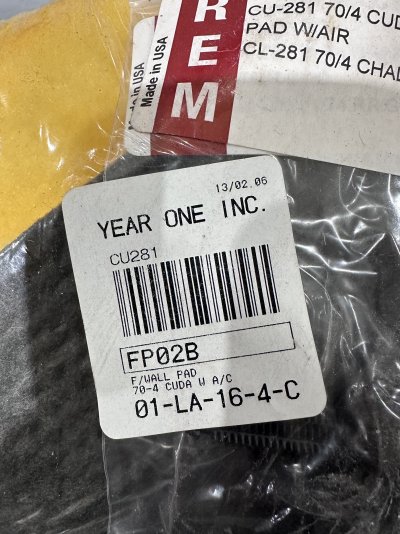 REM
Made in USA
Made in USA
CU-281 70/4 CUD
PAD W/AIR
CL-281 70/4 CHAL
13/02.06
YEAR ONE INC.
CU281
FP02B
F/WALL PAD
70-4 CUDA W A/C
01-LA-16-4-C